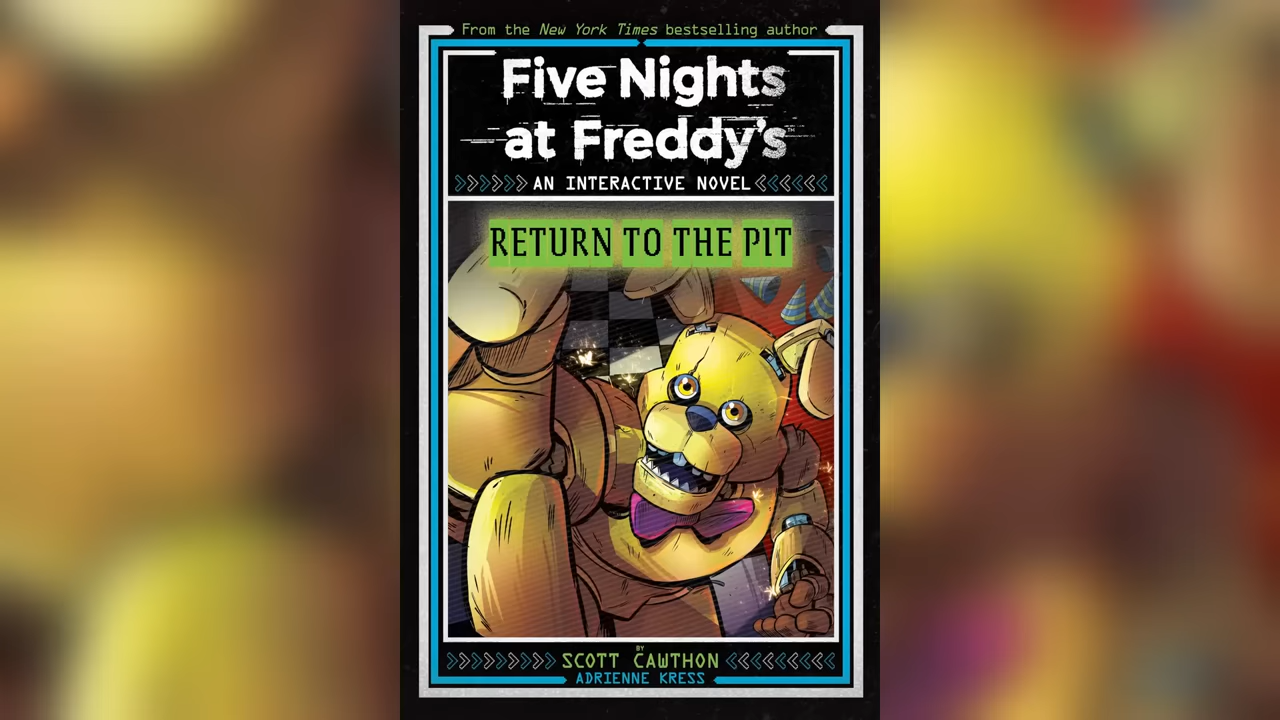 From the New York Times bestselling author
Five Nights
at Freddy's™
AN INTERACTIVE NOVEL
RETURN TO THE PIT
BY
SCOTT CAWTHON
ADRIENNE KRESS